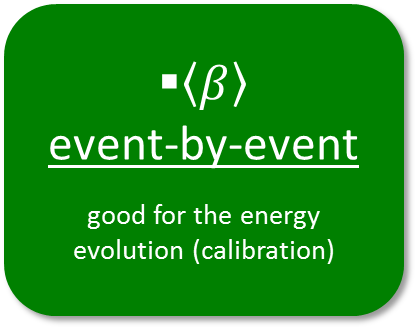 ▪⟨β⟩
event-by-event
good for the energy
evolution (calibration)